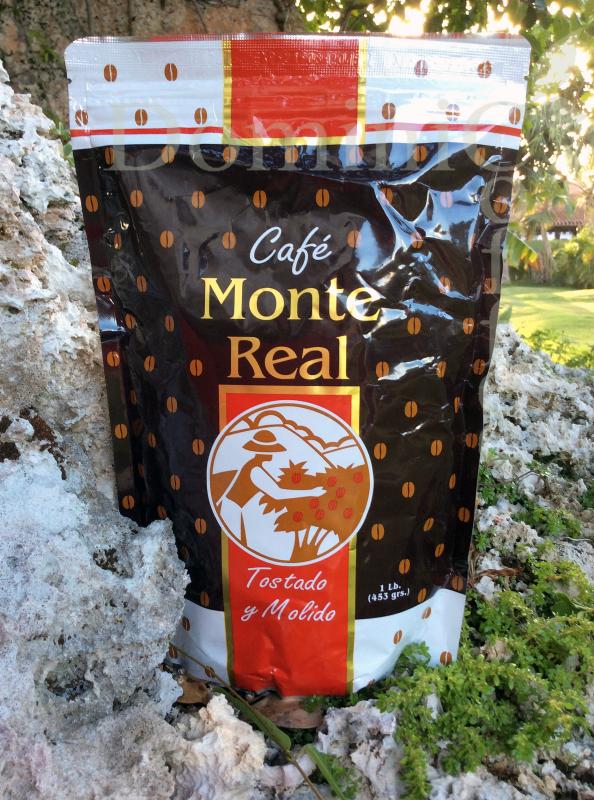 Café
Monte
Real
Tostado
y Molido
1 Lb.
(453 grs.)